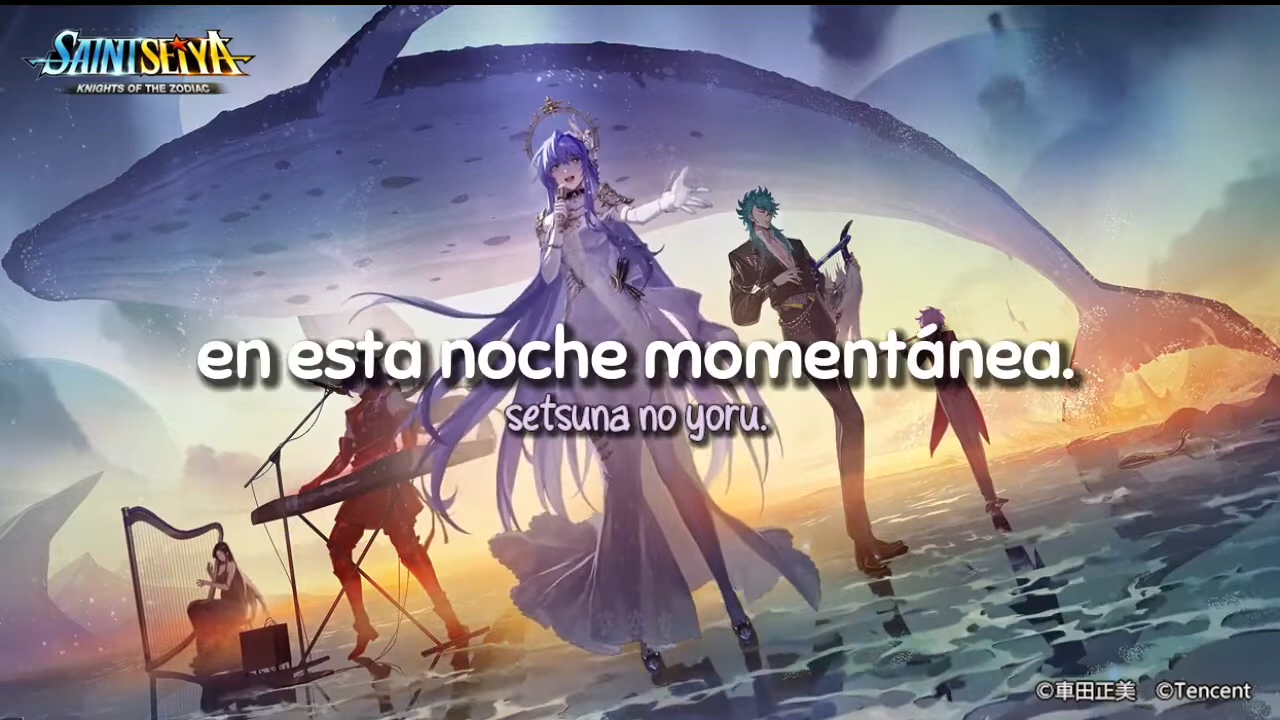 SAINT SEIYA
KNIGHTS OF THE ZODIAC
en esta noche momentánea.
setsuna no yoru.
©車田正美 ©Tencent